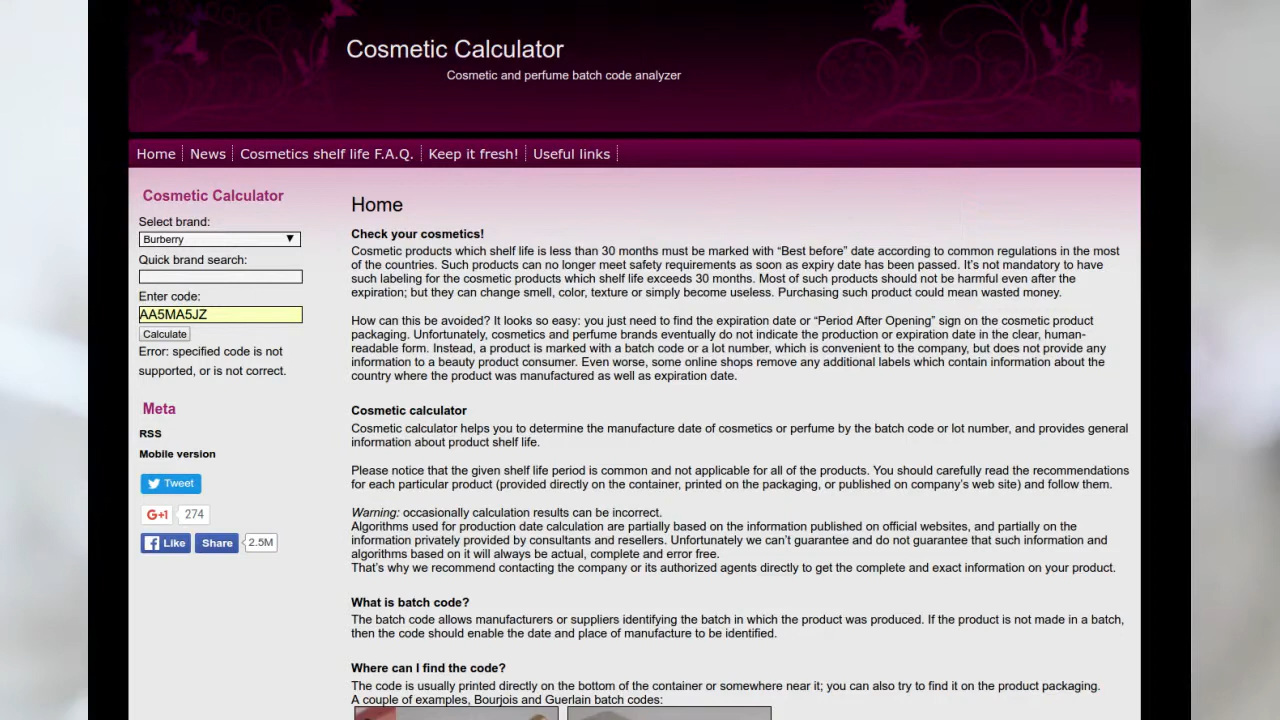 Cosmetic Calculator
Cosmetic and perfume batch code analyzer
Home News Cosmetics shelf life F.A.Q. Keep it fresh! Useful links
Cosmetic Calculator
Select brand:
Burberry
Quick brand search:
Enter code:
AA5MA5JZ
Calculate
Error: specified code is not
supported, or is not correct.
Meta
RSS
Mobile version
Tweet
G+1 274
Like Share 2.5M
Home
Check your cosmetics!
Cosmetic products which shelf life is less than 30 months must be marked with “Best before” date according to common regulations in the most
of the countries. Such products can no longer meet safety requirements as soon as expiry date has been passed. It’s not mandatory to have
such labeling for the cosmetic products which shelf life exceeds 30 months. Most of such products should not be harmful even after the
expiration; but they can change smell, color, texture or simply become useless. Purchasing such product could mean wasted money.
How can this be avoided? It looks so easy: you just need to find the expiration date or “Period After Opening” sign on the cosmetic product
packaging. Unfortunately, cosmetics and perfume brands eventually do not indicate the production or expiration date in the clear, human-
readable form. Instead, a product is marked with a batch code or a lot number, which is convenient to the company, but does not provide any
information to a beauty product consumer. Even worse, some online shops remove any additional labels which contain information about the
country where the product was manufactured as well as expiration date.
Cosmetic calculator
Cosmetic calculator helps you to determine the manufacture date of cosmetics or perfume by the batch code or lot number, and provides general
information about product shelf life.
Please notice that the given shelf life period is common and not applicable for all of the products. You should carefully read the recommendations
for each particular product (provided directly on the container, printed on the packaging, or published on company’s web site) and follow them.
Warning: occasionally calculation results can be incorrect.
Algorithms used for production date calculation are partially based on the information published on official websites, and partially on the
information privately provided by consultants and resellers. Unfortunately we can’t guarantee and do not guarantee that such information and
algorithms based on it will always be actual, complete and error free.
That’s why we recommend contacting the company or its authorized agents directly to get the complete and exact information on your product.
What is batch code?
The batch code allows manufacturers or suppliers identifying the batch in which the product was produced. If the product is not made in a batch,
then the code should enable the date and place of manufacture to be identified.
Where can I find the code?
The code is usually printed directly on the bottom of the container or somewhere near it; you can also try to find it on the product packaging.
A couple of examples, Bourjois and Guerlain batch codes: